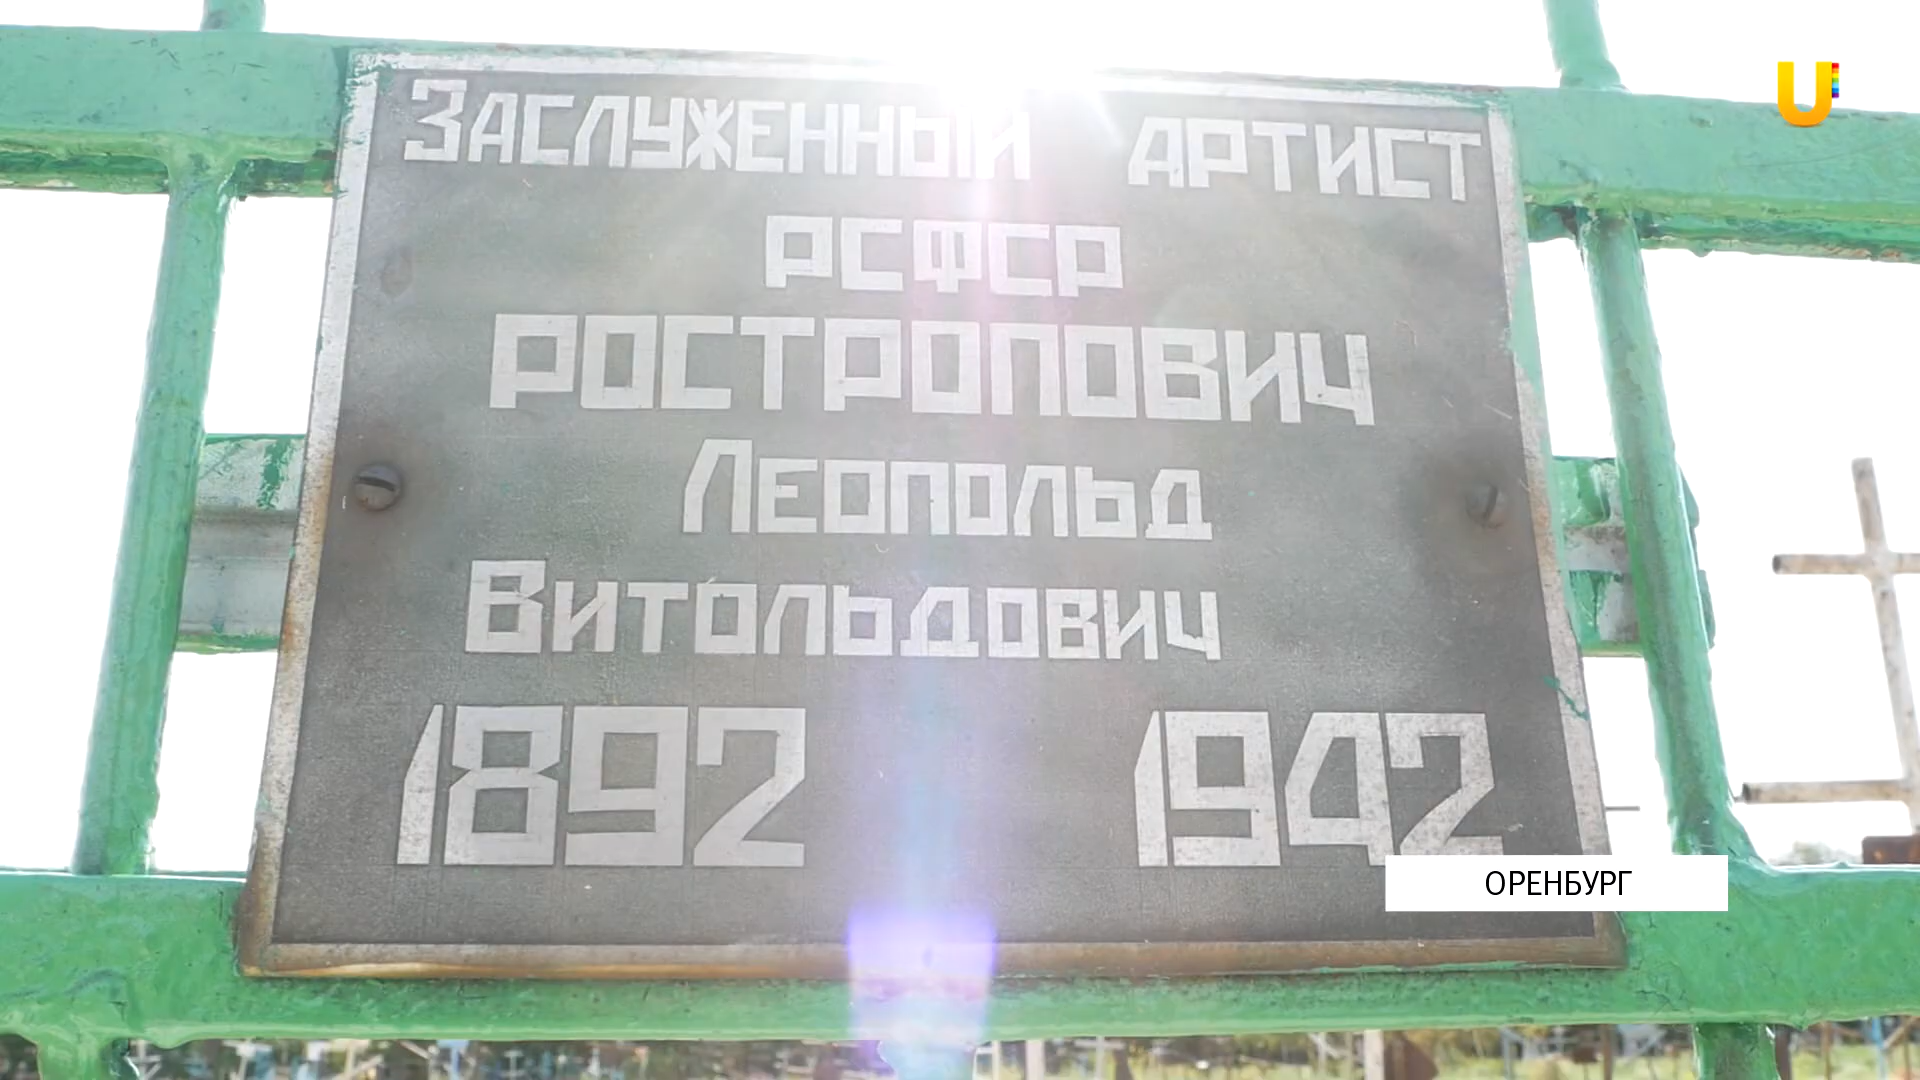 ЗАСЛУЖЕННЫЙ АРТИСТ
РСФСР
РОСТРОПОВИЧ
ЛЕОПОЛЬД
ВИТОЛЬДОВИЧ
1892 1942
ОРЕНБУРГ
U